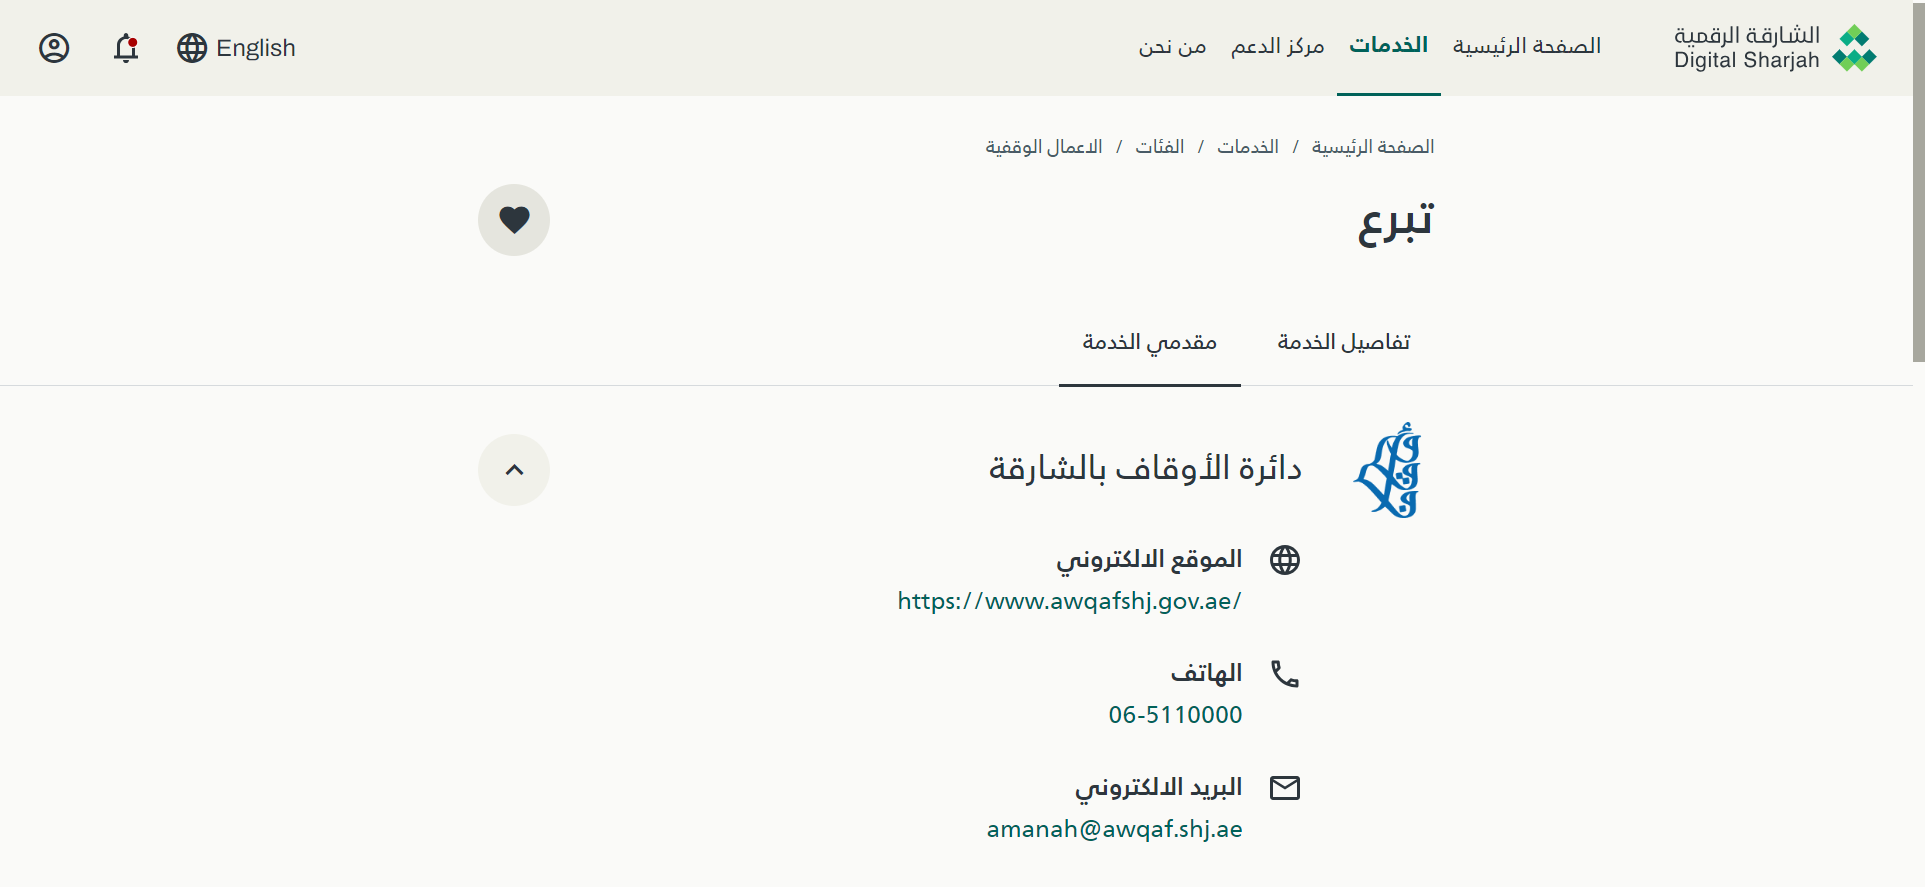 الشارقة الرقمية
Digital Sharjah
الصفحة الرئيسية
الخدمات
مركز الدعم
من نحن
English
الصفحة الرئيسية / الخدمات / الفئات / الاعمال الوقفية
تبرع
تفاصيل الخدمة
مقدمي الخدمة
دائرة الأوقاف بالشارقة
الموقع الالكتروني
https://www.awqafshj.gov.ae/
الهاتف
06-5110000
البريد الالكتروني
amanah@awqaf.shj.ae